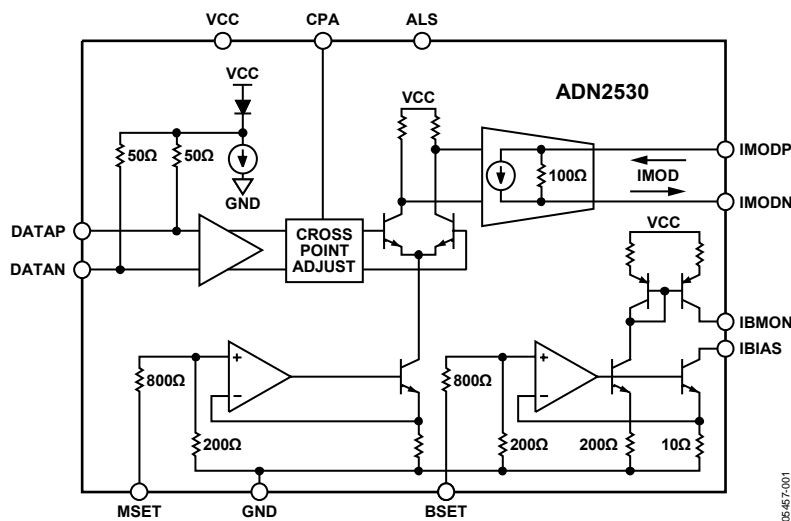 VCC CPA ALS
VCC
VCC
ADN2530
50Ω 50Ω
GND
100Ω
IMOD
IMODP
IMODN
DATAP
DATAN
CROSS
POINT
ADJUST
VCC
IBMON
IBIAS
800Ω
+
–
200Ω
800Ω
+
–
200Ω 200Ω 10Ω
MSET GND BSET
05457-001